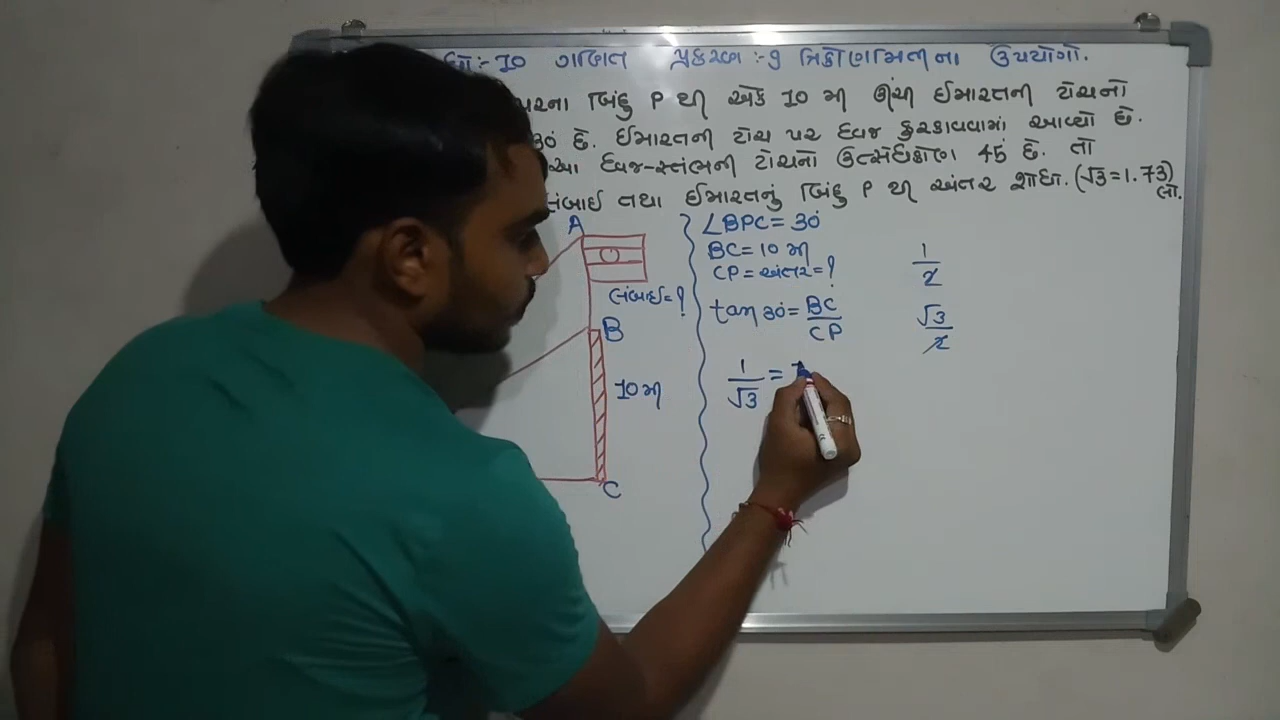 :- 10 ગણિત પ્રકરણ :- 9 ત્રિકોણમિતીના ઉપયોગો.
પરના બિંદુ P થી એક 10 મી ઊંચી ઈમારતની ટોચનો
30° છે. ઈમારતની ટોચ પર ધ્વજ ફરકાવવામાં આવ્યો છે.
આ ધ્વજ-સ્તંભની ટોચનો ઉત્સેધકોણ 45° છે. તો
લંબાઈ તથા ઈમારતનું બિંદુ P થી અંતર શોધો. (√3=1.73) લો.
A
લંબાઈ=?
B
10 મી
C
∠BPC= 30°
BC= 10 મી
CP= અંતર=?
tan 30°= BC/CP
1/√3 =
1/2
√3/2